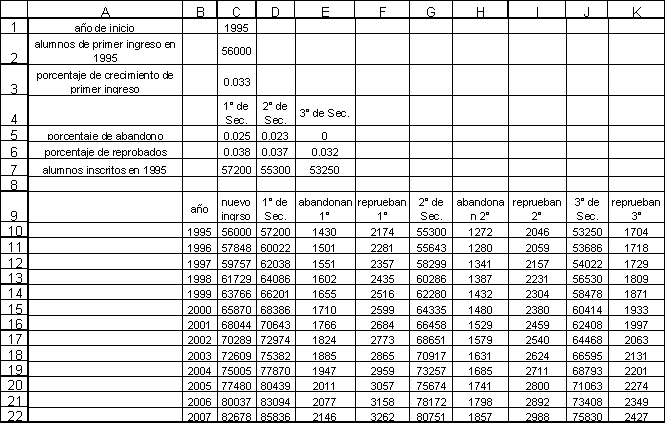 A B C D E F G H I J K
1 año de inicio 1995
2 alumnos de primer ingreso en 1995 56000
3 porcentaje de crecimiento de primer ingreso 0.033
4 1° de Sec. 2° de Sec. 3° de Sec.
5 porcentaje de abandono 0.025 0.023 0
6 porcentaje de reprobados 0.038 0.037 0.032
7 alumnos inscritos en 1995 57200 55300 53250
8
9 año nuevo ingrso 1° de Sec. abandonan 1° reprueban 1° 2° de Sec. abandona n 2° reprueban 2° 3° de Sec. reprueban 3°
10 1995 56000 57200 1430 2174 55300 1272 2046 53250 1704
11 1996 57848 60022 1501 2281 55643 1280 2059 53686 1718
12 1997 59757 62038 1551 2357 58299 1341 2157 54022 1729
13 1998 61729 64086 1602 2435 60286 1387 2231 56530 1809
14 1999 63766 66201 1655 2516 62280 1432 2304 58478 1871
15 2000 65870 68386 1710 2599 64335 1480 2380 60414 1933
16 2001 68044 70643 1766 2684 66458 1529 2459 62408 1997
17 2002 70289 72974 1824 2773 68651 1579 2540 64468 2063
18 2003 72609 75382 1885 2865 70917 1631 2624 66595 2131
19 2004 75005 77870 1947 2959 73257 1685 2711 68793 2201
20 2005 77480 80439 2011 3057 75674 1741 2800 71063 2274
21 2006 80037 83094 2077 3158 78172 1798 2892 73408 2349
22 2007 82678 85836 2146 3262 80751 1857 2988 75830 2427